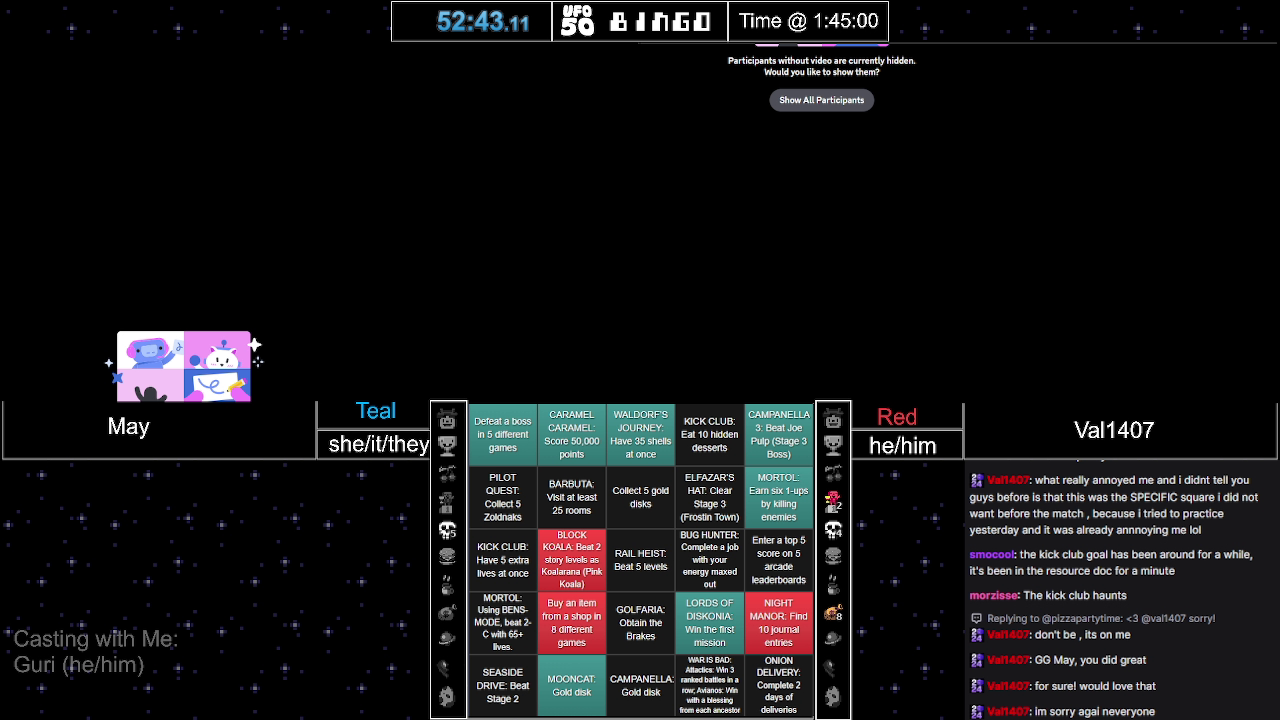 52:43.11
UFO 50
BINGO
Time @ 1:45:00
Participants without video are currently hidden.
Would you like to show them?
Show All Participants
May
Teal
she/it/they
Red
he/him
Val1407
Defeat a boss
in 5 different
games
CARAMEL
CARAMEL:
Score 50,000
points
WALDORF'S
JOURNEY:
Have 35 shells
at once
KICK CLUB:
Eat 10 hidden
desserts
CAMPANELLA
3: Beat Joe
Pulp (Stage 3
Boss)
PILOT
QUEST:
Collect 5
Zoldnaks
BARBUTA:
Visit at least
25 rooms
Collect 5 gold
disks
ELFAZAR'S
HAT: Clear
Stage 3
(Frostin Town)
MORTOL:
Earn six 1-ups
by killing
enemies
KICK CLUB:
Have 5 extra
lives at once
BLOCK
KOALA: Beat 2
story levels as
Koalarana (Pink
Koala)
RAIL HEIST:
Beat 5 levels
BUG HUNTER:
Complete a job
with your
energy maxed
out
Enter a top 5
score on 5
arcade
leaderboards
MORTOL:
Using BENS-
MODE, beat 2-
C with 65+
lives.
Buy an item
from a shop in
8 different
games
GOLFARIA:
Obtain the
Brakes
LORDS OF
DISKONIA:
Win the first
mission
NIGHT
MANOR: Find
10 journal
entries
SEASIDE
DRIVE: Beat
Stage 2
MOONCAT:
Gold disk
CAMPANELLA:
Gold disk
WAR IS BAD:
Attactics: Win 3
ranked battles in a
row; Avianos: Win
with a blessing
from each ancestor
ONION
DELIVERY:
Complete 2
days of
deliveries
5
2
4
8
Casting with Me:
Guri (he/him)
Val1407: what really annoyed me and i didnt tell you
guys before is that this was the SPECIFIC square i did not
want before the match , because i tried to practice
yesterday and it was already annnoying me lol
smocool: the kick club goal has been around for a while,
it's been in the resource doc for a minute
morzisse: The kick club haunts
Replying to @pizzapartytime: <3 @val1407 sorry!
Val1407: don't be , its on me
Val1407: GG May, you did great
Val1407: for sure! would love that
Val1407: im sorry agai neveryone